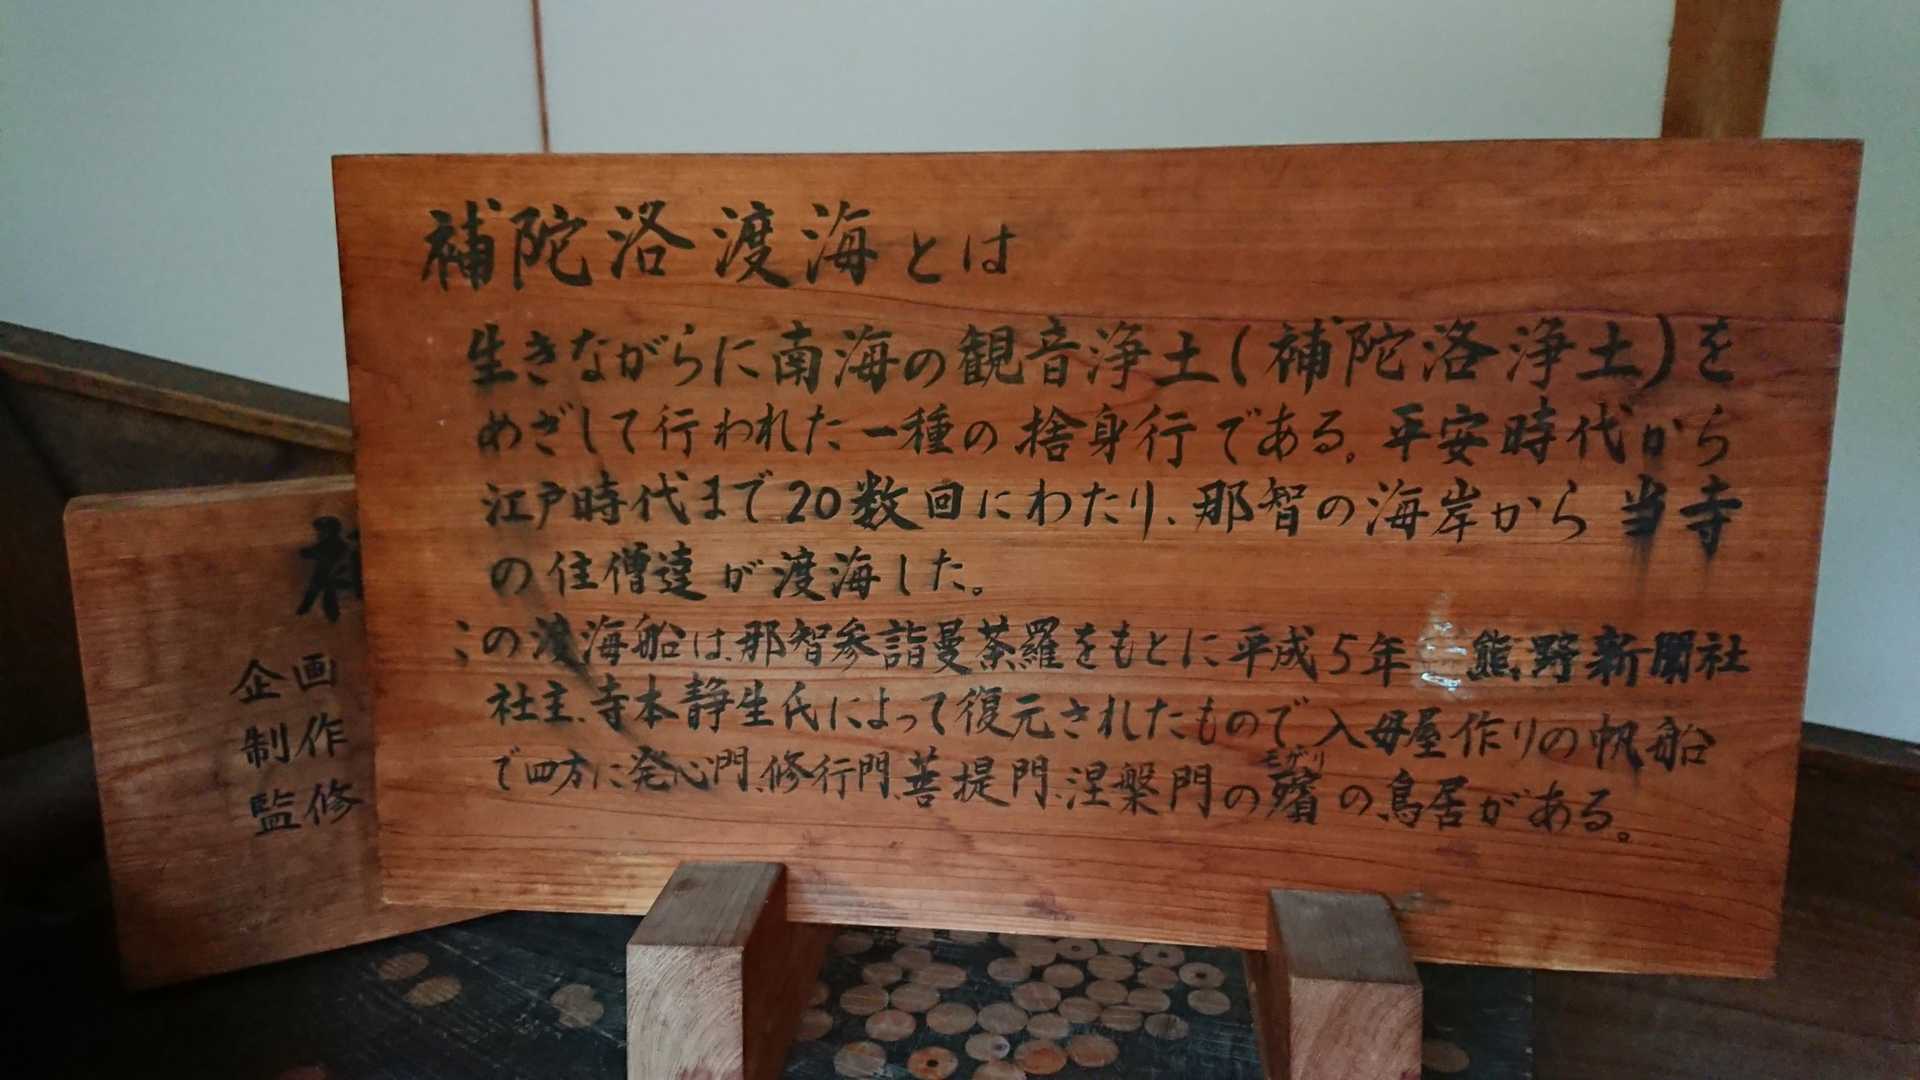 補陀洛渡海とは
生きながらに南海の観音浄土(補陀洛浄土)を
めざして行われた一種の捨身行である。平安時代から
江戸時代まで20数回にわたり、那智の海岸から当寺
の住僧達が渡海した。
この渡海船は、那智参詣曼荼羅をもとに平成5年 熊野新聞社
社主、寺本静生氏によって復元されたもので入母屋作りの帆船
で四方に発心門、修行門、菩提門、涅槃門の殯の鳥居がある。
モガリ
企画
制作
監修